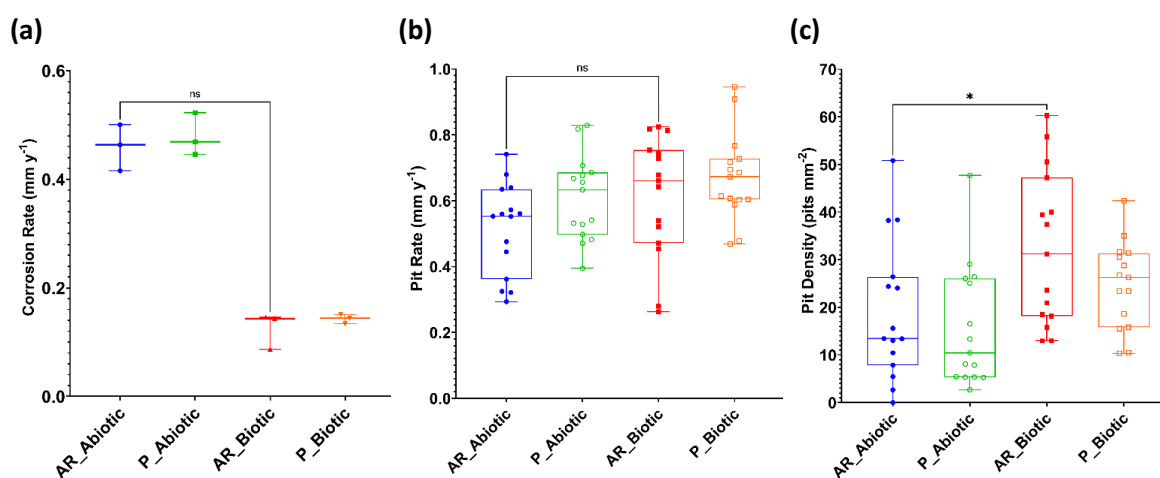 (a)
Corrosion Rate (mm y⁻¹)
0.6
0.4
0.2
0.0
ns
AR_Abiotic
P_Abiotic
AR_Biotic
P_Biotic
(b)
Pit Rate (mm y⁻¹)
1.0
0.8
0.6
0.4
0.2
0.0
ns
AR_Abiotic
P_Abiotic
AR_Biotic
P_Biotic
(c)
Pit Density (pits mm⁻²)
70
60
50
40
30
20
10
0
*
AR_Abiotic
P_Abiotic
AR_Biotic
P_Biotic